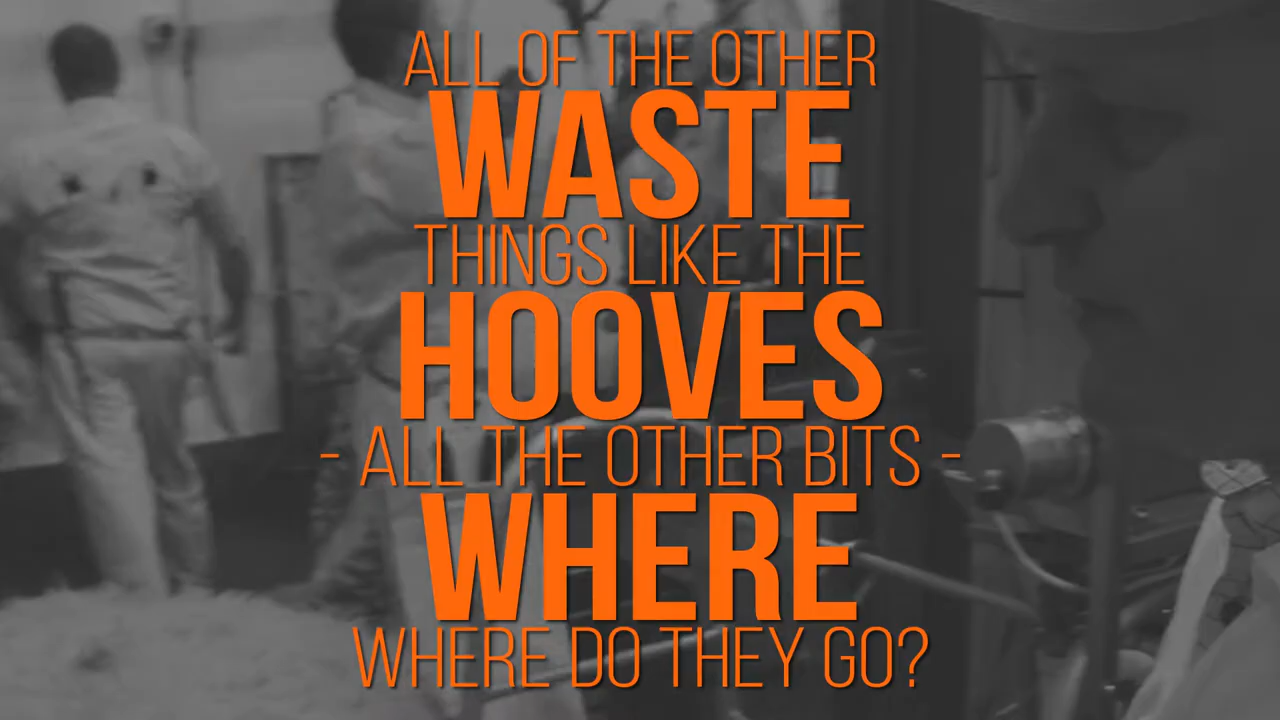 ALL OF THE OTHER
WASTE
THINGS LIKE THE
HOOVES
- ALL THE OTHER BITS -
WHERE
WHERE DO THEY GO?